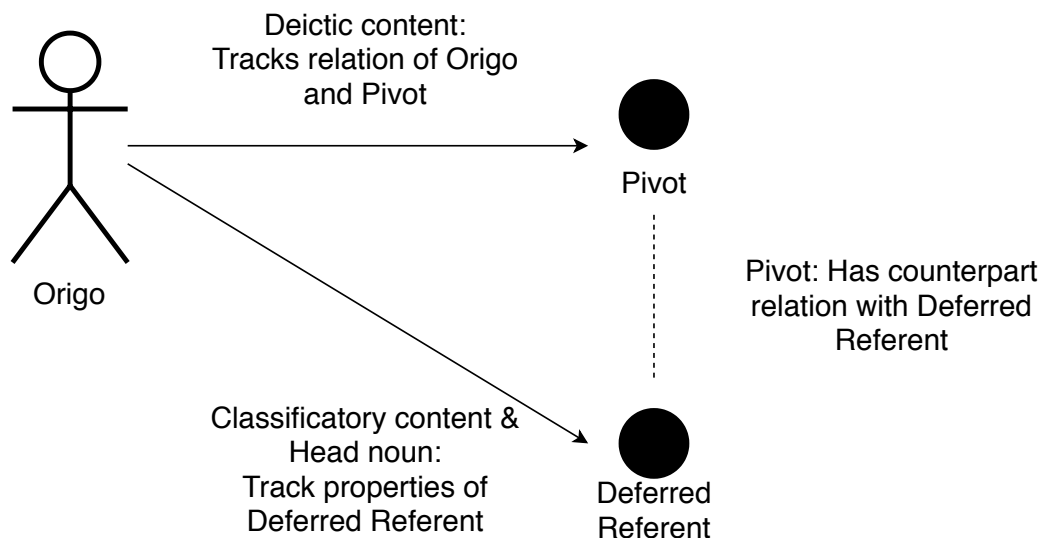 Deictic content:
Tracks relation of Origo
and Pivot
Pivot
Origo
Pivot: Has counterpart
relation with Deferred
Referent
Classificatory content &
Head noun:
Track properties of
Deferred Referent
Deferred
Referent